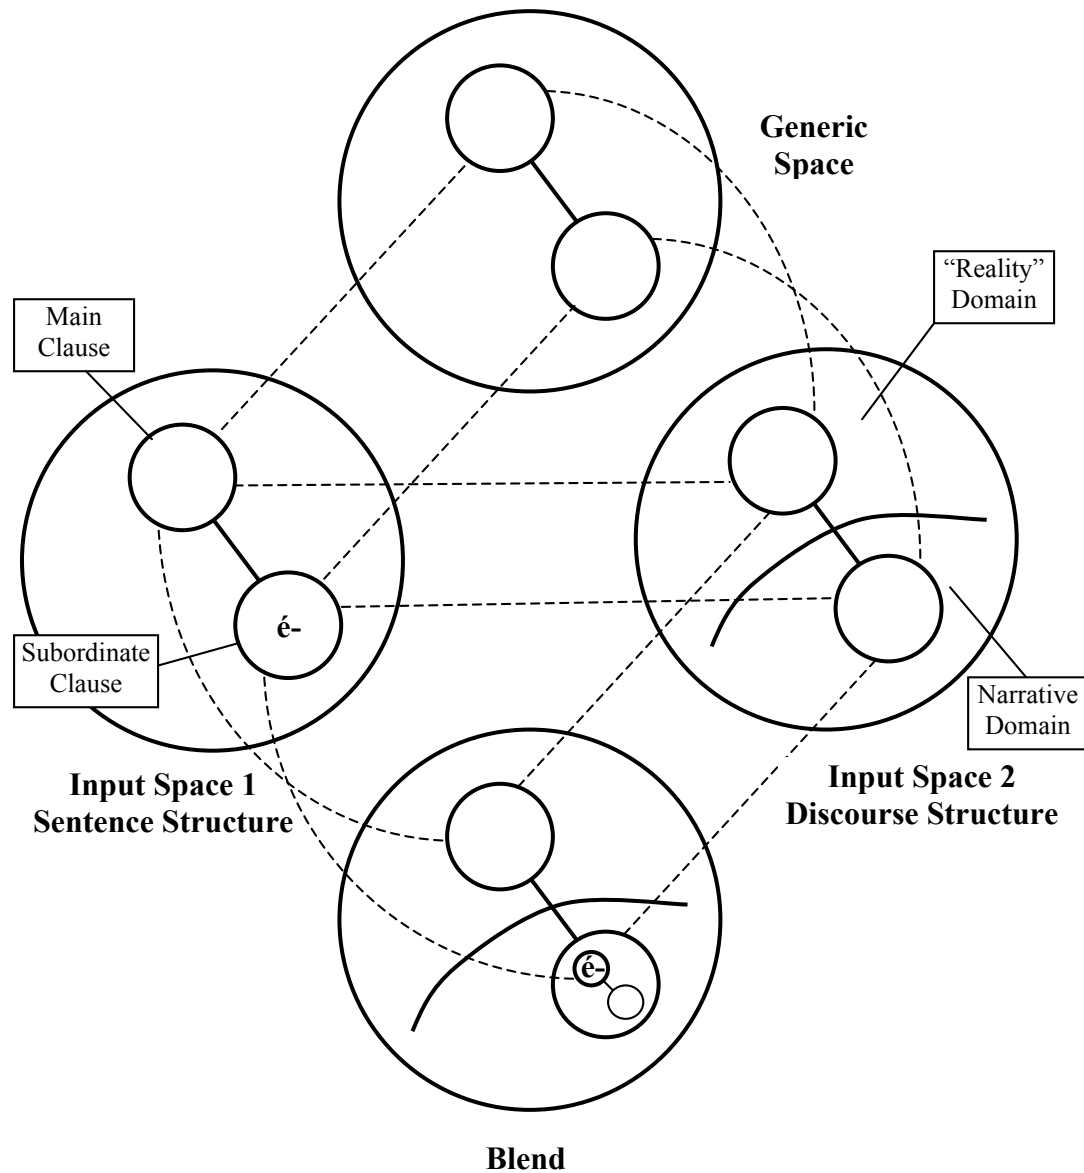 Generic
Space
“Reality”
Domain
Main
Clause
é-
Subordinate
Clause
Narrative
Domain
Input Space 1
Sentence Structure
Input Space 2
Discourse Structure
é-
Blend